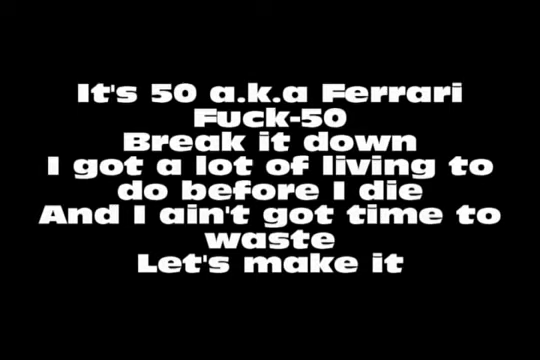 It's 50 a.k.a Ferrari
Fuck-50
Break it down
I got a lot of living to
do before I die
And I ain't got time to
waste
Let's make it